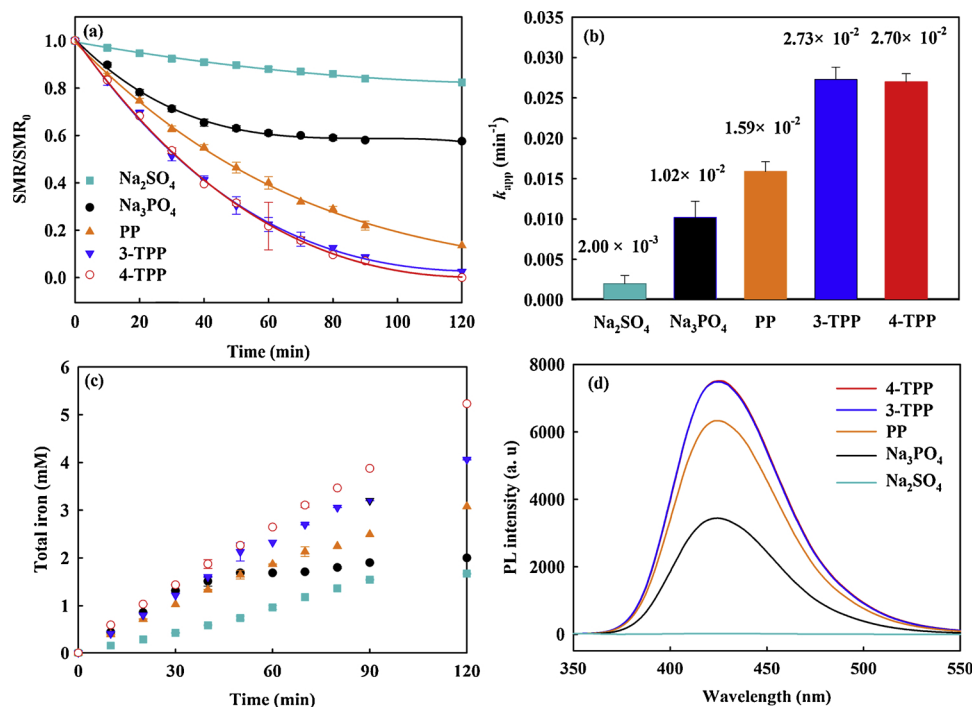 (a)
SMR/SMR0
1.0
0.8
0.6
0.4
0.2
0.0
Na2SO4
Na3PO4
PP
3-TPP
4-TPP
0 20 40 60 80 100 120
Time (min)
(b)
kapp (min-1)
0.035
0.030
0.025
0.020
0.015
0.010
0.005
0.000
2.00 × 10-3
1.02× 10-2
1.59× 10-2
2.73× 10-2
2.70× 10-2
Na2SO4 Na3PO4 PP 3-TPP 4-TPP
(c)
Total iron (mM)
6
5
4
3
2
1
0
0 30 60 90 120
Time (min)
(d)
PL intensity (a. u)
8000
6000
4000
2000
0
4-TPP
3-TPP
PP
Na3PO4
Na2SO4
350 400 450 500 550
Wavelength (nm)